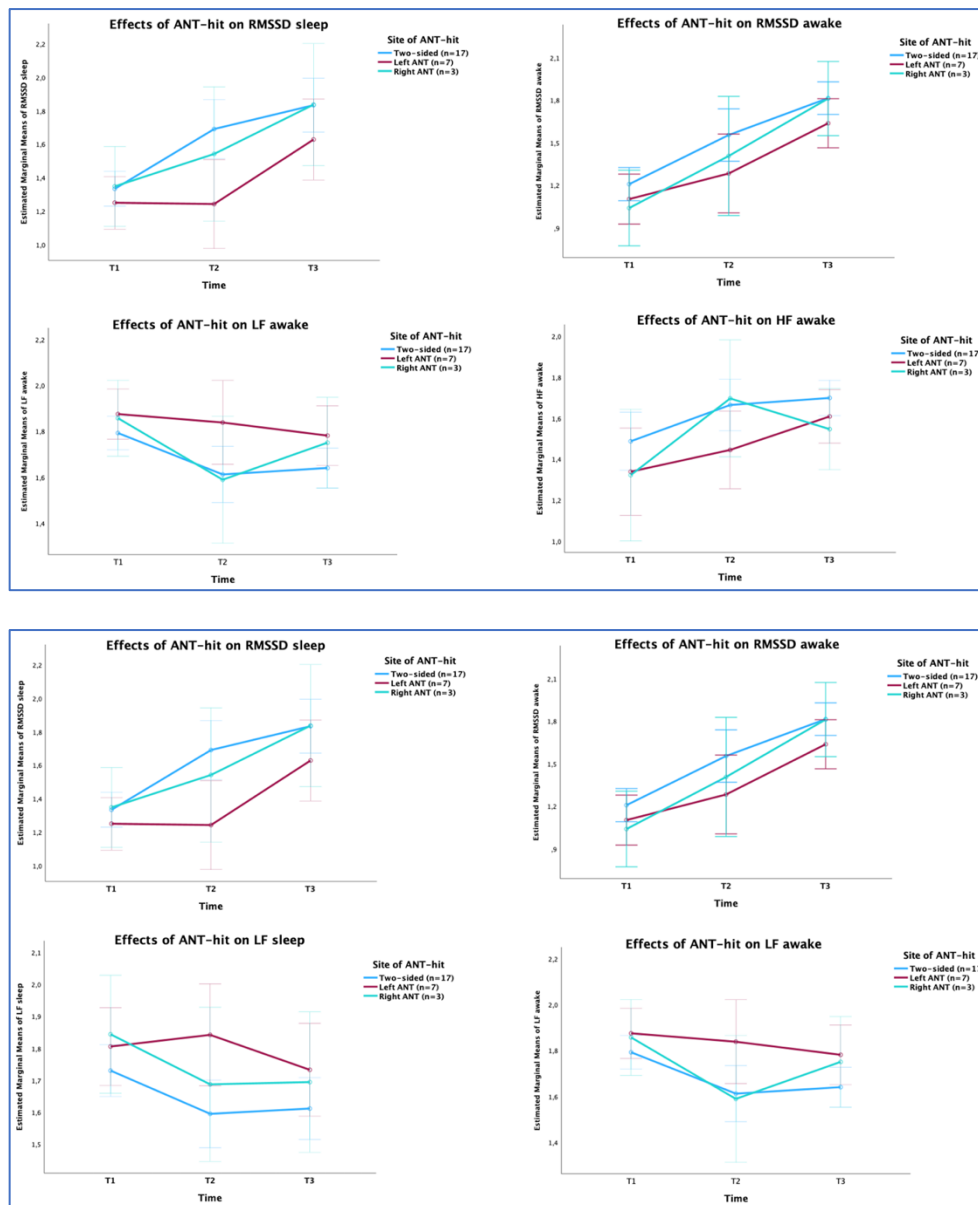 Effects of ANT-hit on RMSSD sleep
Estimated Marginal Means of RMSSD sleep
2,2
2,0
1,8
1,6
1,4
1,2
1,0
T1 T2 T3
Time
Site of ANT-hit
Two-sided (n=17)
Left ANT (n=7)
Right ANT (n=3)
Effects of ANT-hit on RMSSD awake
Estimated Marginal Means of RMSSD awake
2,1
1,8
1,5
1,2
,9
T1 T2 T3
Time
Site of ANT-hit
Two-sided (n=17)
Left ANT (n=7)
Right ANT (n=3)
Effects of ANT-hit on LF awake
Estimated Marginal Means of LF awake
2,2
2,0
1,8
1,6
1,4
T1 T2 T3
Time
Site of ANT-hit
Two-sided (n=17)
Left ANT (n=7)
Right ANT (n=3)
Effects of ANT-hit on HF awake
Estimated Marginal Means of HF awake
2,0
1,8
1,6
1,4
1,2
1,0
T1 T2 T3
Time
Site of ANT-hit
Two-sided (n=17)
Left ANT (n=7)
Right ANT (n=3)
Effects of ANT-hit on RMSSD sleep
Estimated Marginal Means of RMSSD sleep
2,2
2,0
1,8
1,6
1,4
1,2
1,0
T1 T2 T3
Time
Site of ANT-hit
Two-sided (n=17)
Left ANT (n=7)
Right ANT (n=3)
Effects of ANT-hit on RMSSD awake
Estimated Marginal Means of RMSSD awake
2,1
1,8
1,5
1,2
,9
T1 T2 T3
Time
Site of ANT-hit
Two-sided (n=17)
Left ANT (n=7)
Right ANT (n=3)
Effects of ANT-hit on LF sleep
Estimated Marginal Means of LF sleep
2,1
2,0
1,9
1,8
1,7
1,6
1,5
T1 T2 T3
Time
Site of ANT-hit
Two-sided (n=17)
Left ANT (n=7)
Right ANT (n=3)
Effects of ANT-hit on LF awake
Estimated Marginal Means of LF awake
2,2
2,0
1,8
1,6
1,4
T1 T2 T3
Time
Site of ANT-hit
Two-sided (n=17)
Left ANT (n=7)
Right ANT (n=3)